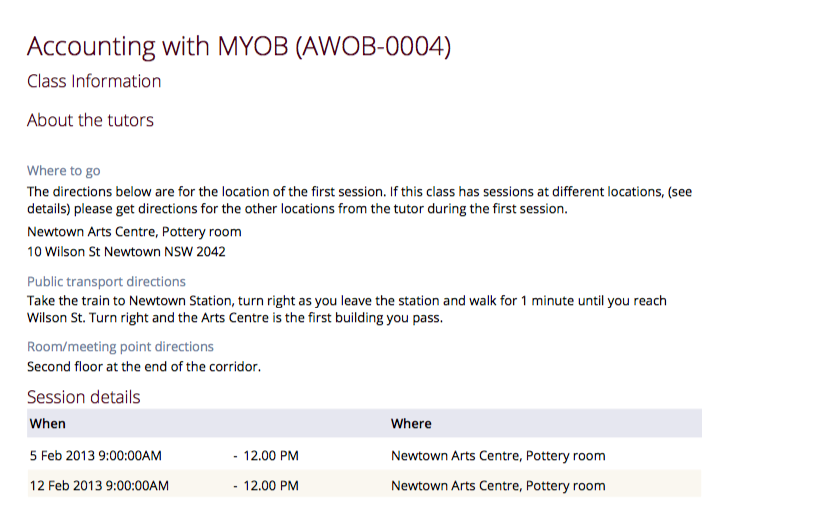 Accounting with MYOB (AWOB-0004)
Class Information
About the tutors
Where to go
The directions below are for the location of the first session. If this class has sessions at different locations, (see
details) please get directions for the other locations from the tutor during the first session.
Newtown Arts Centre, Pottery room
10 Wilson St Newtown NSW 2042
Public transport directions
Take the train to Newtown Station, turn right as you leave the station and walk for 1 minute until you reach
Wilson St. Turn right and the Arts Centre is the first building you pass.
Room/meeting point directions
Second floor at the end of the corridor.
Session details
When Where
5 Feb 2013 9:00:00AM - 12.00 PM Newtown Arts Centre, Pottery room
12 Feb 2013 9:00:00AM - 12.00 PM Newtown Arts Centre, Pottery room